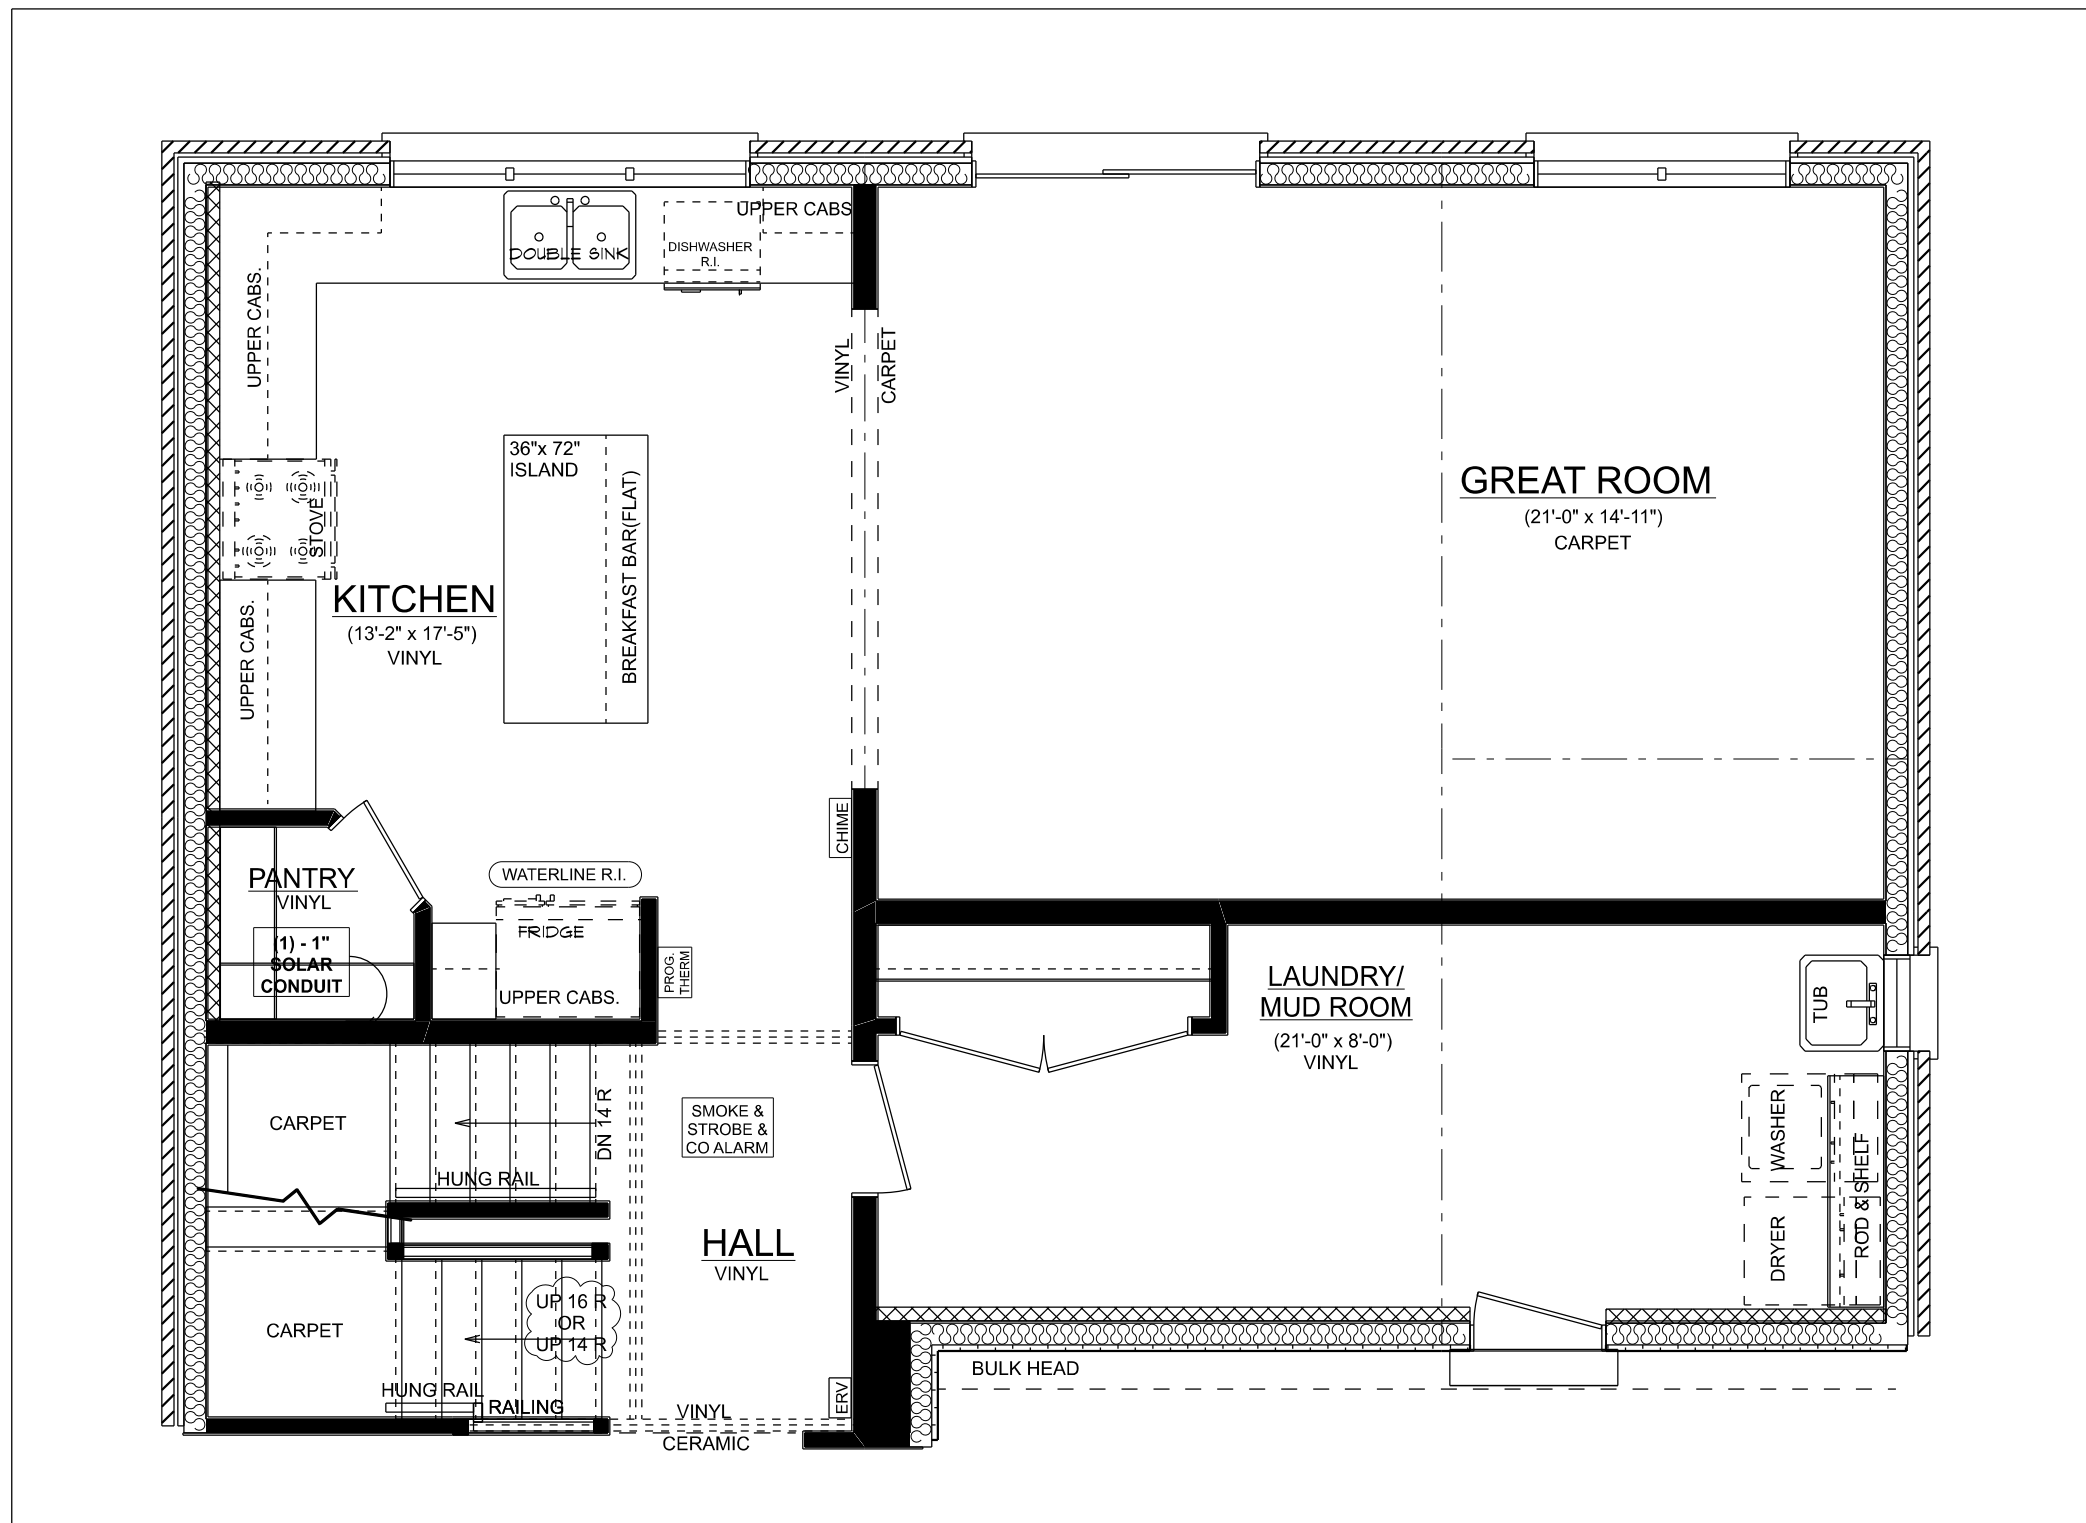 UPPER CABS
DISHWASHER
R.I.
DOUBLE SINK
UPPER CABS.
VINYL
CARPET
36"x 72"
ISLAND
BREAKFAST BAR(FLAT)
STOVE
GREAT ROOM
(21'-0" x 14'-11")
CARPET
KITCHEN
(13'-2" x 17'-5")
VINYL
UPPER CABS.
CHIME
PANTRY
VINYL
WATERLINE R.I.
FRIDGE
(1) - 1"
SOLAR
CONDUIT
UPPER CABS.
PROG.
THERM
LAUNDRY/
MUD ROOM
(21'-0" x 8'-0")
VINYL
TUB
CARPET
DN 14 R
SMOKE &
STROBE &
CO ALARM
HUNG RAIL
WASHER
ROD & SHELF
DRYER
HALL
VINYL
CARPET
UP 16 R
OR
UP 14 R
HUNG RAIL
RAILING
ERV
BULK HEAD
VINYL
CERAMIC